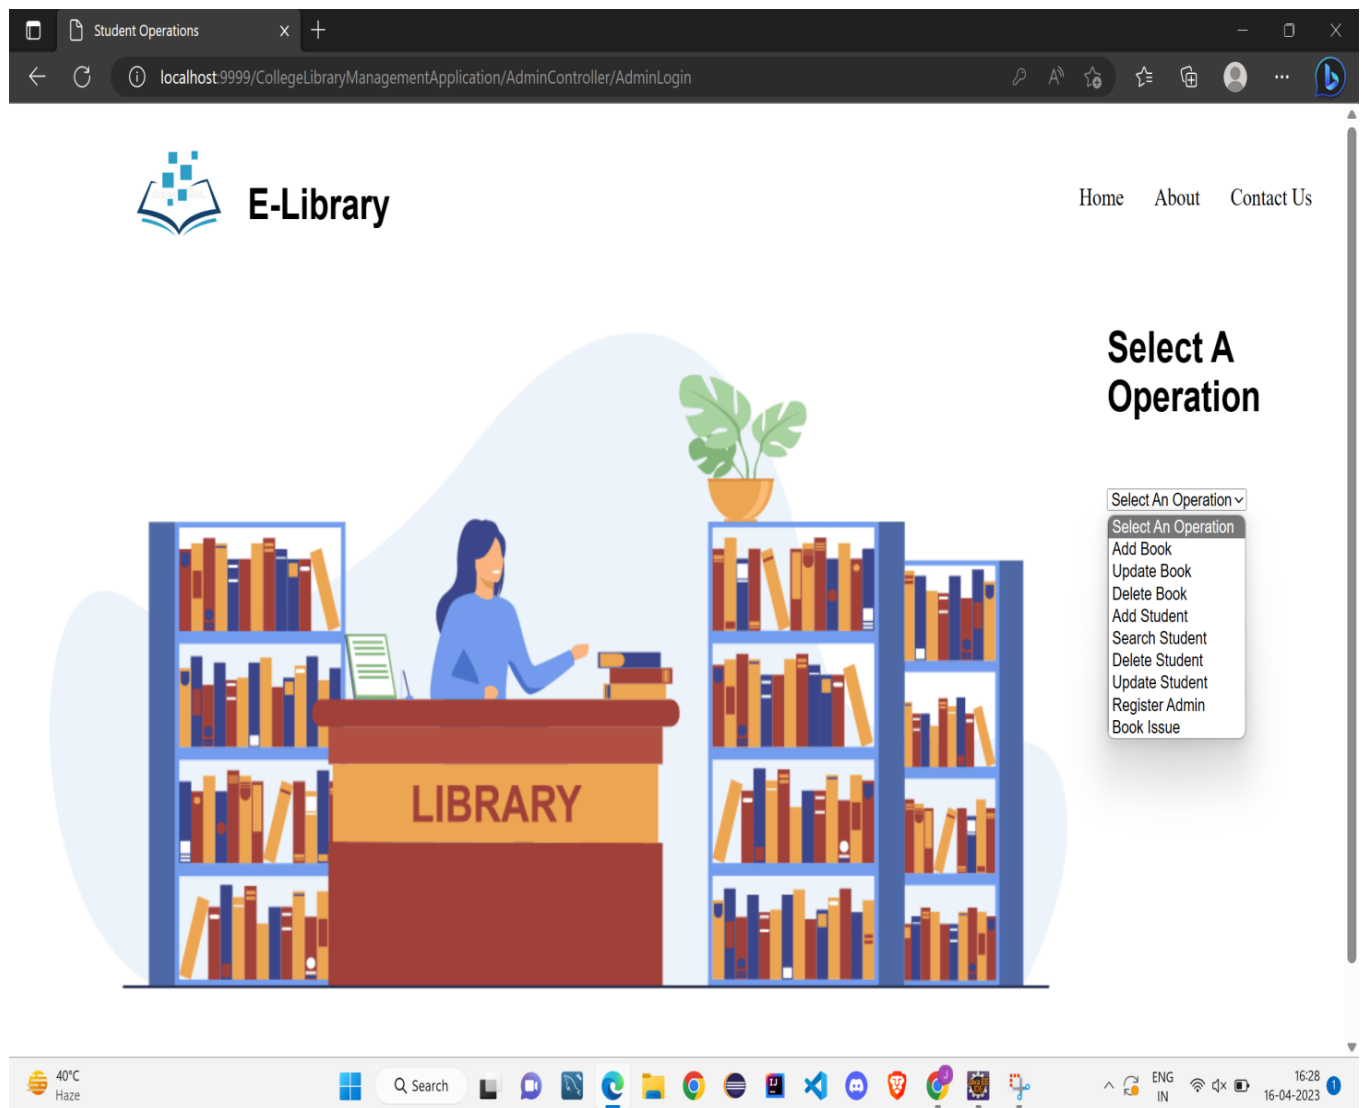 Student Operations
localhost:9999/CollegeLibraryManagementApplication/AdminController/AdminLogin
E-Library
Home About Contact Us
Select A
Operation
Select An Operation
Select An Operation
Add Book
Update Book
Delete Book
Add Student
Search Student
Delete Student
Update Student
Register Admin
Book Issue
LIBRARY
40°C
Haze
Search
ENG
IN
16:28
16-04-2023
1